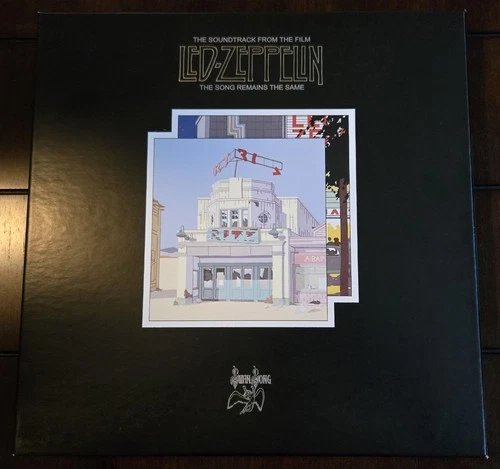 THE SOUNDTRACK FROM THE FILM
LED-ZEPPELIN
THE SONG REMAINS THE SAME
RITZ
SWAN SONG